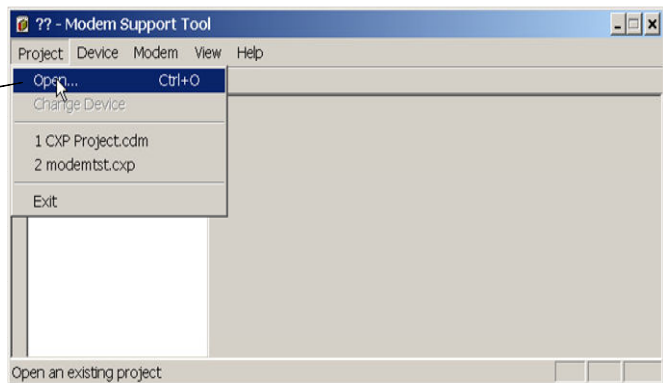 ?? - Modem Support Tool
Project Device Modem View Help
Open... Ctrl+O
Change Device
1 CXP Project.cdm
2 modemtst.cxp
Exit
Open an existing project